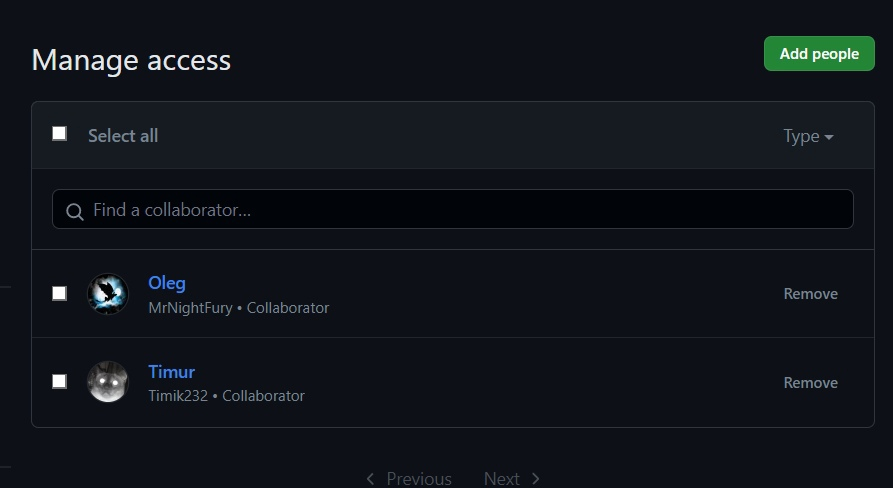 Manage access
Add people
Select all
Type
Find a collaborator...
Oleg
MrNightFury • Collaborator
Remove
Timur
Timik232 • Collaborator
Remove
Previous Next